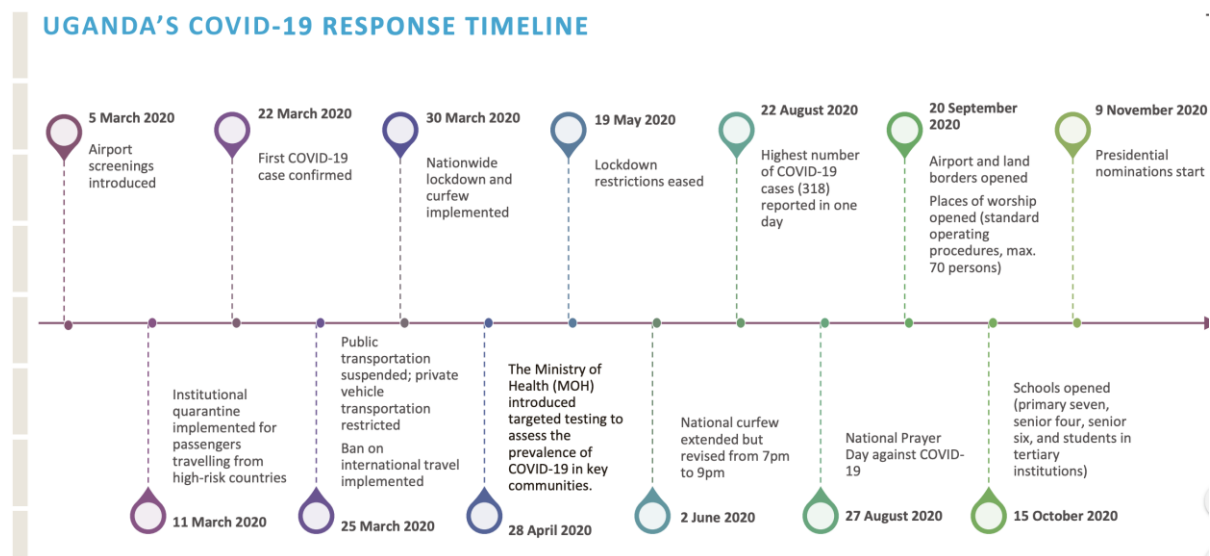 UGANDA'S COVID-19 RESPONSE TIMELINE
5 March 2020
Airport
screenings
introduced
22 March 2020
First COVID-19
case confirmed
30 March 2020
Nationwide
lockdown and
curfew
implemented
19 May 2020
Lockdown
restrictions eased
22 August 2020
Highest number
of COVID-19
cases (318)
reported in one
day
20 September
2020
Airport and land
borders opened
Places of worship
opened (standard
operating
procedures, max.
70 persons)
9 November 2020
Presidential
nominations start
Institutional
quarantine
implemented for
passengers
travelling from
high-risk countries
11 March 2020
Public
transportation
suspended; private
vehicle
transportation
restricted
Ban on
international travel
implemented
25 March 2020
The Ministry of
Health (MOH)
introduced
targeted testing to
assess the
prevalence of
COVID-19 in key
communities.
28 April 2020
National curfew
extended but
revised from 7pm
to 9pm
2 June 2020
National Prayer
Day against COVID-
19
27 August 2020
Schools opened
(primary seven,
senior four, senior
six, and students in
tertiary
institutions)
15 October 2020